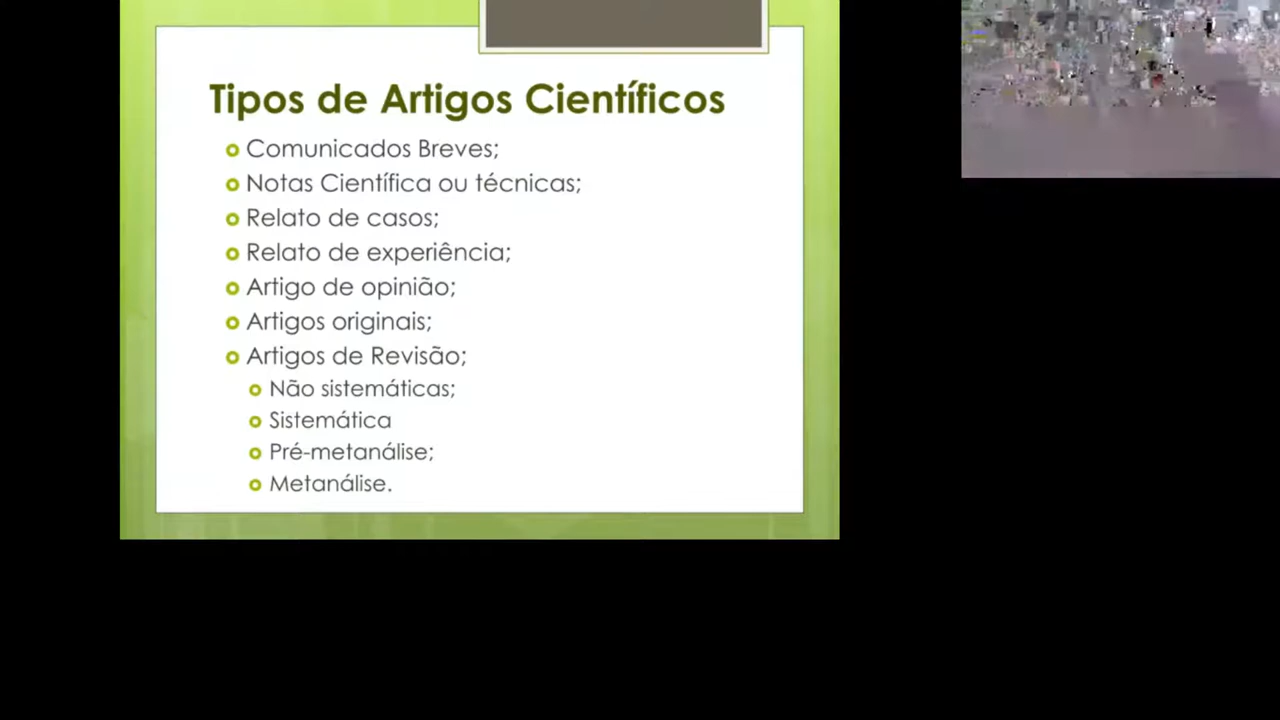 Tipos de Artigos Científicos
Comunicados Breves;
Notas Científica ou técnicas;
Relato de casos;
Relato de experiência;
Artigo de opinião;
Artigos originais;
Artigos de Revisão;
Não sistemáticas;
Sistemática
Pré-metanálise;
Metanálise.